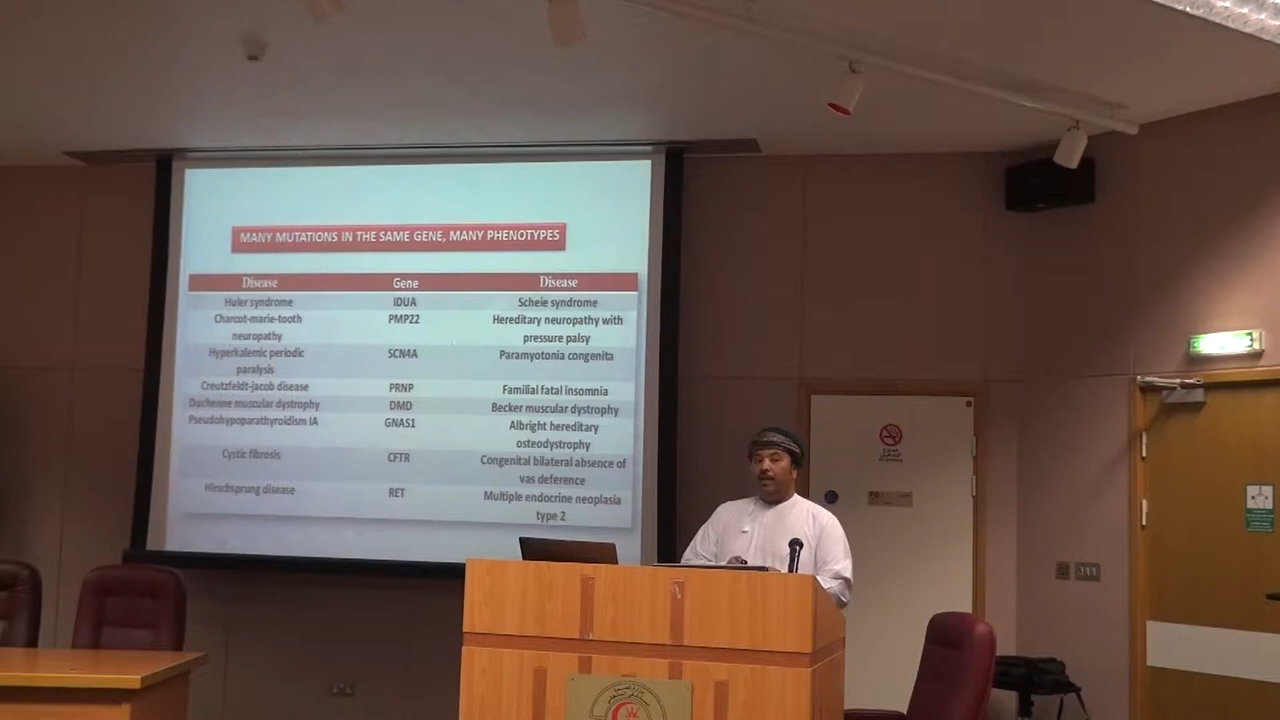 MANY MUTATIONS IN THE SAME GENE, MANY PHENOTYPES
Disease Gene Disease
Huler syndrome IDUA Scheie syndrome
Charcot-marie-tooth neuropathy PMP22 Hereditary neuropathy with pressure palsy
Hyperkalemic periodic paralysis SCN4A Paramyotonia congenita
Creutzfeldt-jacob disease PRNP Familial fatal insomnia
Duchenne muscular dystrophy DMD Becker muscular dystrophy
Pseudohypoparathyroidism IA GNAS1 Albright hereditary osteodystrophy
Cystic fibrosis CFTR Congenital bilateral absence of vas deference
Hirschsprung disease RET Multiple endocrine neoplasia type 2
ممنوع
التدخين